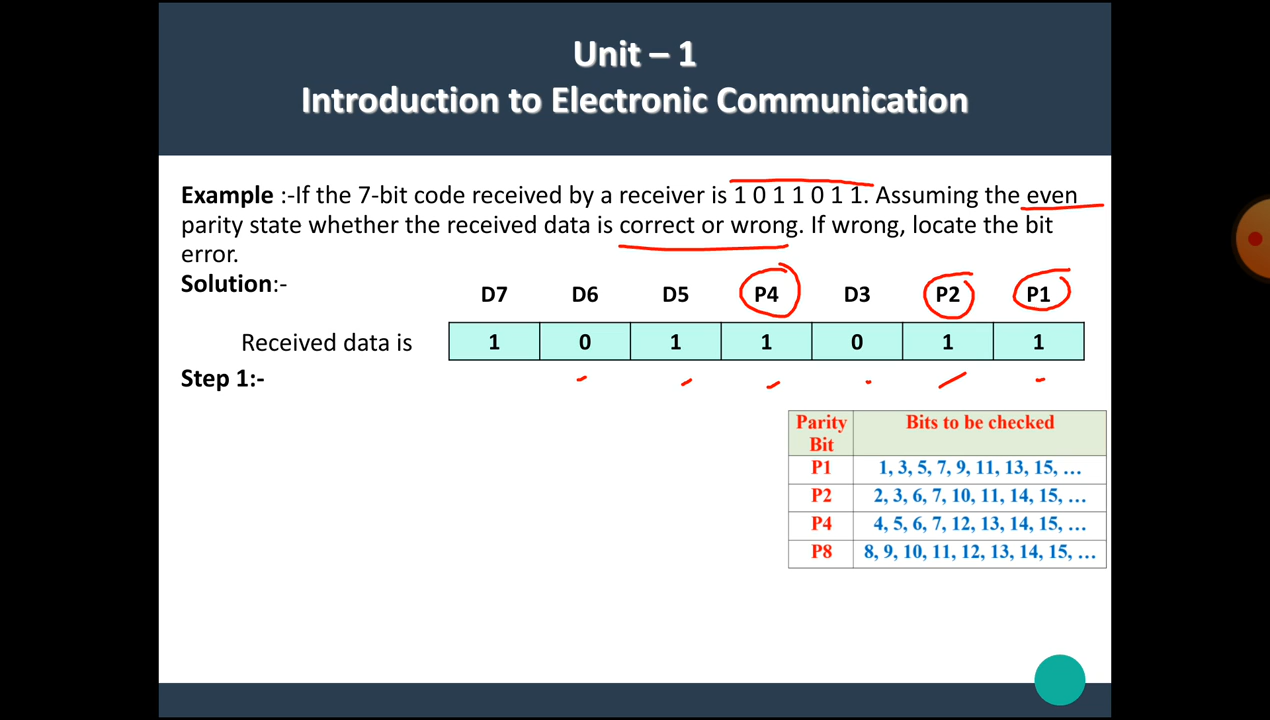 Unit – 1
Introduction to Electronic Communication
Example :-If the 7-bit code received by a receiver is 1 0 1 1 0 1 1. Assuming the even
parity state whether the received data is correct or wrong. If wrong, locate the bit
error.
Solution:-
D7 D6 D5 P4 D3 P2 P1
Received data is 1 0 1 1 0 1 1
Step 1:-
Parity Bit Bits to be checked
P1 1, 3, 5, 7, 9, 11, 13, 15, …
P2 2, 3, 6, 7, 10, 11, 14, 15, …
P4 4, 5, 6, 7, 12, 13, 14, 15, …
P8 8, 9, 10, 11, 12, 13, 14, 15, …